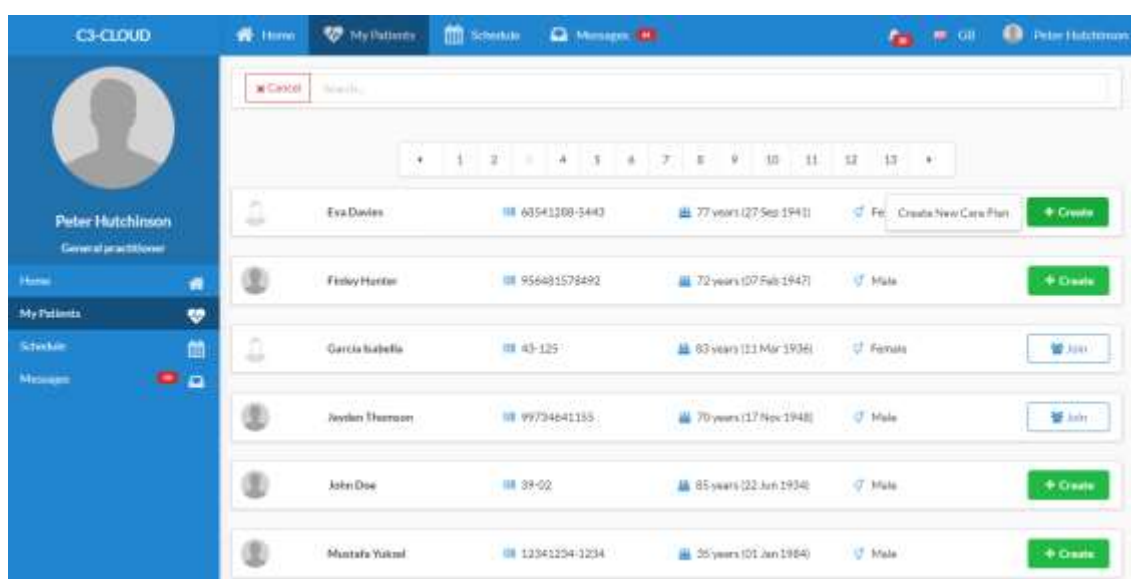 C3-CLOUD
Home
My Patients
Schedule
Messages
GB
Peter Hutchinson
Cancel
Search...
1 2 4 5 6 7 8 9 10 11 12 13
Peter Hutchinson
General practitioner
Home
My Patients
Schedule
Messages
Eva Davies 77 years (27 Sep 1941) Fe Create New Care Plan Create
Finley Hunter 956481578492 72 years (07 Feb 1947) Male Create
Garcia Isabella 43-125 83 years (11 Mar 1936) Female Join
Jayden Thomson 99734641155 70 years (17 Nov 1948) Male Join
John Doe 39-02 85 years (22 Jun 1934) Male Create
Mustafa Yuksel 12341234-1234 35 years (01 Jan 1984) Male Create